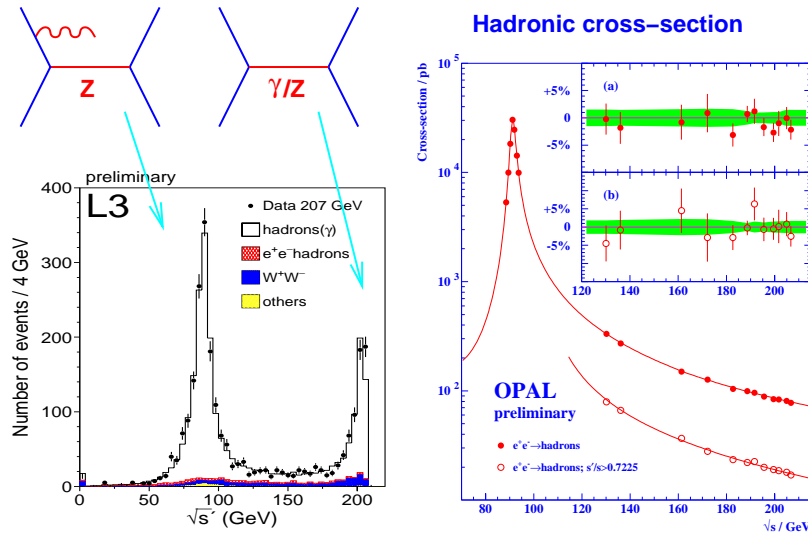 Z
γ/Z
preliminary
L3
Data 207 GeV
hadrons(γ)
e⁺e⁻hadrons
W⁺W⁻
others
Number of events / 4 GeV
400
300
200
100
0
0 50 100 150 200
√s´ (GeV)
Hadronic cross−section
Cross-section / pb
10⁵
10⁴
10³
10²
10
(a)
+5%
0
-5%
(b)
+5%
0
-5%
120 140 160 180 200
OPAL
preliminary
e⁺e⁻→hadrons
e⁺e⁻→hadrons; s′/s>0.7225
80 100 120 140 160 180 200
√s / GeV